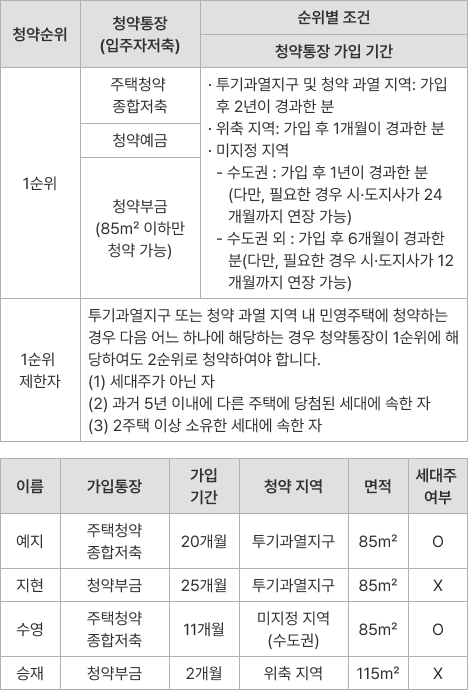 청약순위
청약통장
(입주자저축)
순위별 조건
청약통장 가입 기간
1순위
주택청약
종합저축
청약예금
청약부금
(85m² 이하만
청약 가능)
· 투기과열지구 및 청약 과열 지역: 가입
후 2년이 경과한 분
· 위축 지역: 가입 후 1개월이 경과한 분
· 미지정 지역
- 수도권 : 가입 후 1년이 경과한 분
(다만, 필요한 경우 시·도지사가 24
개월까지 연장 가능)
- 수도권 외 : 가입 후 6개월이 경과한
분(다만, 필요한 경우 시·도지사가 12
개월까지 연장 가능)
1순위
제한자
투기과열지구 또는 청약 과열 지역 내 민영주택에 청약하는
경우 다음 어느 하나에 해당하는 경우 청약통장이 1순위에 해
당하여도 2순위로 청약하여야 합니다.
(1) 세대주가 아닌 자
(2) 과거 5년 이내에 다른 주택에 당첨된 세대에 속한 자
(3) 2주택 이상 소유한 세대에 속한 자
이름 가입통장 가입
기간 청약 지역 면적 세대주
여부
예지 주택청약
종합저축 20개월 투기과열지구 85m² O
지현 청약부금 25개월 투기과열지구 85m² X
수영 주택청약
종합저축 11개월 미지정 지역
(수도권) 85m² O
승재 청약부금 2개월 위축 지역 115m² X